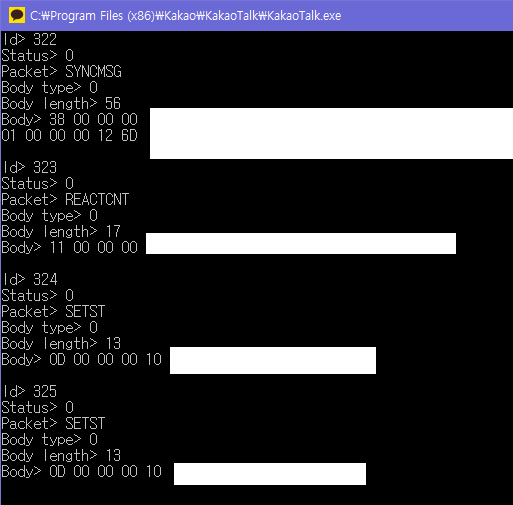 C:₩Program Files (x86)₩Kakao₩KakaoTalk₩KakaoTalk.exe
Id> 322
Status> 0
Packet> SYNCMSG
Body type> 0
Body length> 56
Body> 38 00 00 00
01 00 00 00 12 6D
Id> 323
Status> 0
Packet> REACTCNT
Body type> 0
Body length> 17
Body> 11 00 00 00
Id> 324
Status> 0
Packet> SETST
Body type> 0
Body length> 13
Body> 0D 00 00 00 10
Id> 325
Status> 0
Packet> SETST
Body type> 0
Body length> 13
Body> 0D 00 00 00 10